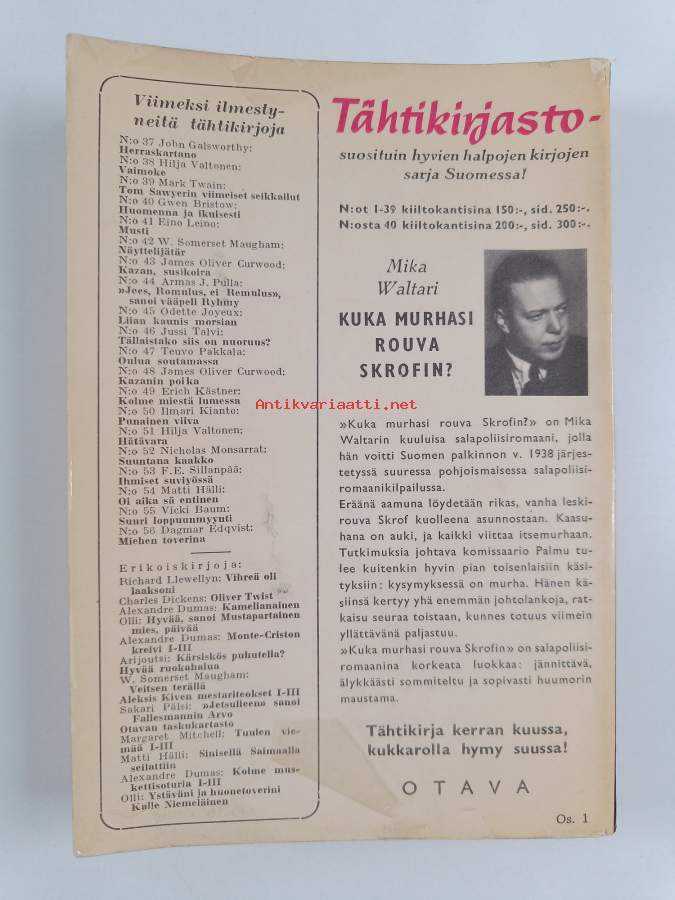 Viimeksi ilmesty-
neitä tähtikirjoja
N:o 37 John Galsworthy:
Herraskartano
N:o 38 Hilja Valtonen:
Vaimoke
N:o 39 Mark Twain:
Tom Sawyerin viimeiset seikkailut
N:o 40 Gwen Bristow:
Huomenna ja ikuisesti
N:o 41 Eino Leino:
Musti
N:o 42 W. Somerset Maugham:
Näyttelijätär
N:o 43 James Oliver Curwood:
Kazan, susikoira
N:o 44 Armas J. Pulla:
»Jees, Romulus, ei Remulus»,
sanoi vääpeli Ryhmy
N:o 45 Odette Joyeux:
Liian kaunis morsian
N:o 46 Jussi Talvi:
Tällaistako siis on nuoruus?
N:o 47 Teuvo Pakkala:
Oulua soutamassa
N:o 48 James Oliver Curwood:
Kazanin poika
N:o 49 Erich Kästner:
Kolme miestä lumessa
N:o 50 Ilmari Kianto:
Punainen viiva
N:o 51 Hilja Valtonen:
Hätävara
N:o 52 Nicholas Monsarrat:
Suuntana kaakko
N:o 53 F.E. Sillanpää:
Ihmiset suviyössä
N:o 54 Matti Hälli:
Oi aika sä entinen
N:o 55 Vicki Baum:
Suuri loppuunmyynti
N:o 56 Dagmar Edqvist:
Miehen toverina
Erikoiskirjoja:
Richard Llewellyn: Vihreä oli
laaksoni
Charles Dickens: Oliver Twist
Alexandre Dumas: Kamelianainen
Olli: Hyvää, sanoi Mustapartainen
mies, päivää
Alexandre Dumas: Monte-Criston
kreivi I-III
Arijoutsi: Kärsiskös puhutella?
Hyvää ruokahalua
W. Somerset Maugham:
Veitsen terällä
Aleksis Kiven mestariteokset I-III
Sakari Pälsi: »Jetsulleen» sanoi
Fallesmannin Arvo
Otavan taskukartasto
Margaret Mitchell: Tuulen vie-
mää I-III
Matti Hälli: Sinisellä Saimaalla
seilattiin
Alexandre Dumas: Kolme mus-
kettisoturia I-III
Olli: Ystäväni ja huonetoverini
Kalle Niemeläinen
Tähtikirjasto-
suosituin hyvien halpojen kirjojen
sarja Suomessa!
N:ot 1-39 kiiltokantisina 150:-, sid. 250:-.
N:osta 40 kiiltokantisina 200:-, sid. 300:-.
Mika
Waltari
KUKA MURHASI
ROUVA
SKROFIN?
Antikvariaatti.net
»Kuka murhasi rouva Skrofin?» on Mika
Waltarin kuuluisa salapoliisiromaani, jolla
hän voitti Suomen palkinnon v. 1938 järjes-
tetyssä suuressa pohjoismaisessa salapoliisi-
romaanikilpailussa.
Eräänä aamuna löydetään rikas, vanha leski-
rouva Skrof kuolleena asunnostaan. Kaasu-
hana on auki, ja kaikki viittaa itsemurhaan.
Tutkimuksia johtava komissaario Palmu tu-
lee kuitenkin hyvin pian toisenlaisiin käsi-
tyksiin: kysymyksessä on murha. Hänen kä-
siinsä kertyy yhä enemmän johtolankoja, rat-
kaisu seuraa toistaan, kunnes totuus viimein
yllättävänä paljastuu.
»Kuka murhasi rouva Skrofin» on salapoliisi-
romaanina korkeata luokkaa: jännittävä,
älykkäästi sommiteltu ja sopivasti huumorin
maustama.
Tähtikirja kerran kuussa,
kukkarolla hymy suussa!
OTAVA
Os. 1